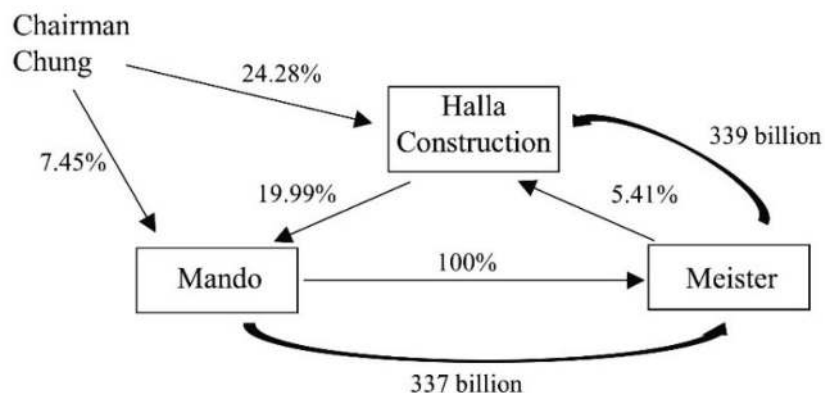 Chairman
Chung
24.28%
Halla
Construction
339 billion
7.45%
19.99%
5.41%
Mando
100%
Meister
337 billion